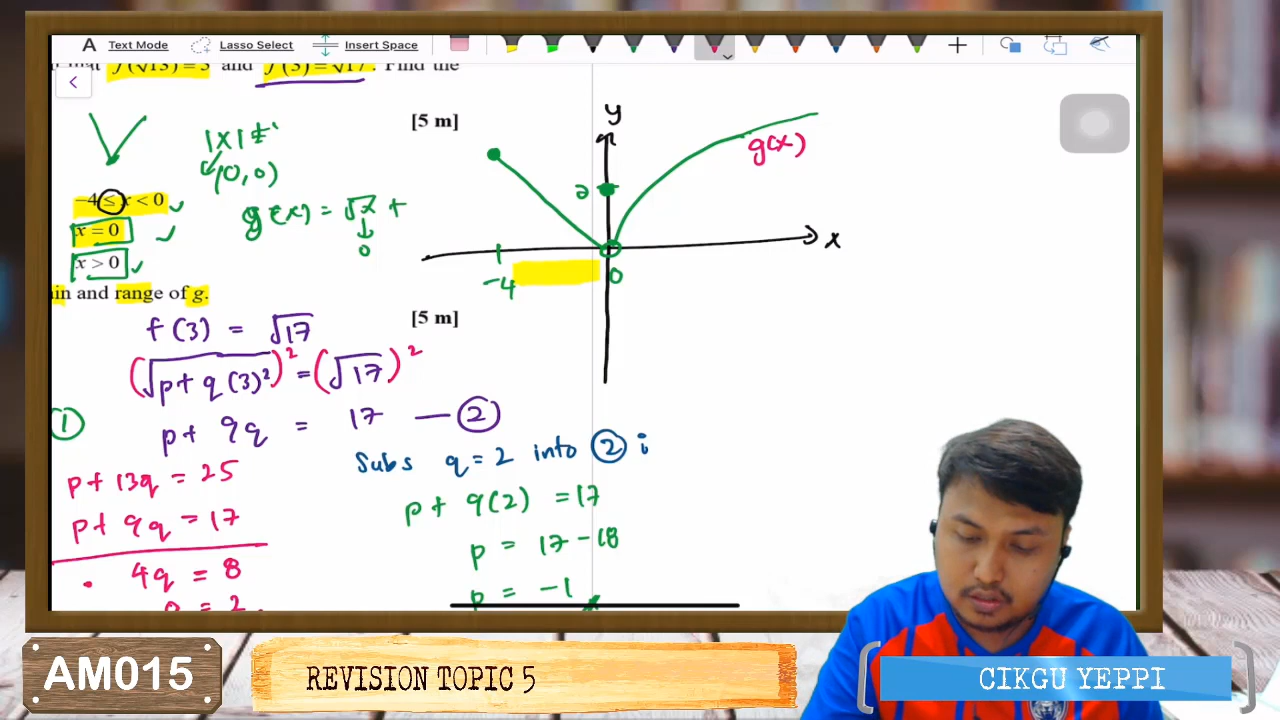 A Text Mode Lasso Select Insert Space
f(√13) = 5 and f(3) = √17. Find the
[5 m]
|x|
(0,0)
−4 ≤ x < 0
x = 0
x > 0
g(x) = √x +
0
in and range of g.
[5 m]
y
g(x)
2
x
-4
0
f(3) = √17
(√p+q(3)²)² = (√17)²
p + 9q = 17 — ②
①
Subs q = 2 into ② :
p + 13q = 25
p + 9q = 17
4q = 8
q = 2
p + 9(2) = 17
p = 17 - 18
p = -1
AM015
REVISION TOPIC 5
CIKGU YEPPI